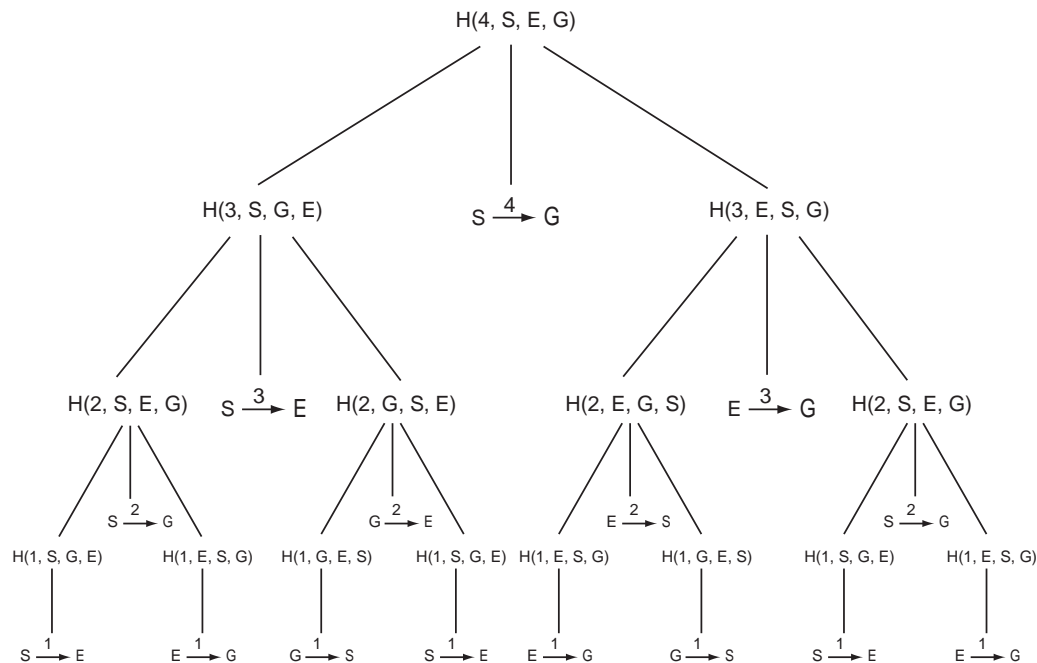 H(4, S, E, G)
H(3, S, G, E)
S 4 G
H(3, E, S, G)
H(2, S, E, G)
S 3 E
H(2, G, S, E)
H(2, E, G, S)
E 3 G
H(2, S, E, G)
S 2 G
G 2 E
E 2 S
S 2 G
H(1, S, G, E)
H(1, E, S, G)
H(1, G, E, S)
H(1, S, G, E)
H(1, E, S, G)
H(1, G, E, S)
H(1, S, G, E)
H(1, E, S, G)
S 1 E
E 1 G
G 1 S
S 1 E
E 1 G
G 1 S
S 1 E
E 1 G